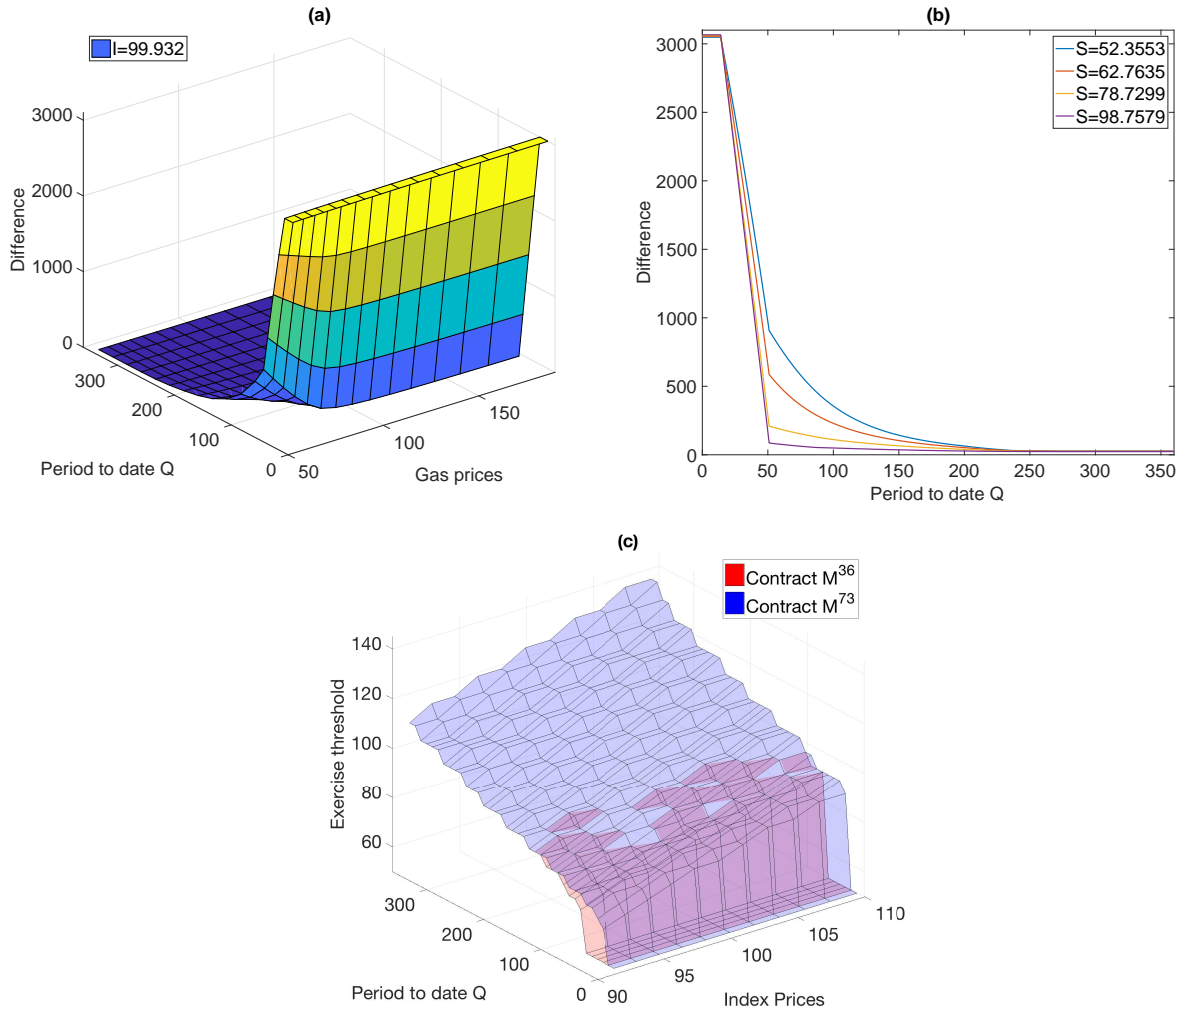 (a)
I=99.932
3000
2000
1000
0
Difference
300
200
100
0
Period to date Q
50
100
150
Gas prices
(b)
S=52.3553
S=62.7635
S=78.7299
S=98.7579
3000
2500
2000
1500
1000
500
0
Difference
0 50 100 150 200 250 300 350
Period to date Q
(c)
Contract M^36
Contract M^73
140
120
100
80
60
Exercise threshold
300
200
100
0
Period to date Q
90
95
100
105
110
Index Prices